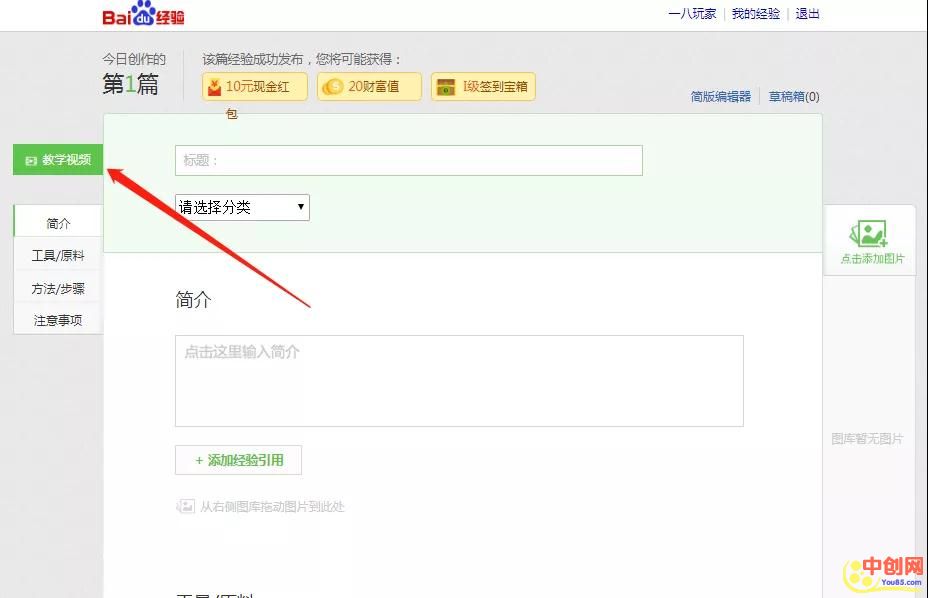 Bai du 经验
一八玩家 我的经验 退出
今日创作的
第1篇
该篇经验成功发布，您将可能获得：
10元现金红包
20财富值
I级签到宝箱
简版编辑器 草稿箱(0)
教学视频
标题：
请选择分类
简介
工具/原料
方法/步骤
注意事项
点击添加图片
简介
点击这里输入简介
+ 添加经验引用
从右侧图库拖动图片到此处
图库暂无图片
工具/原料
中创网
You85.com